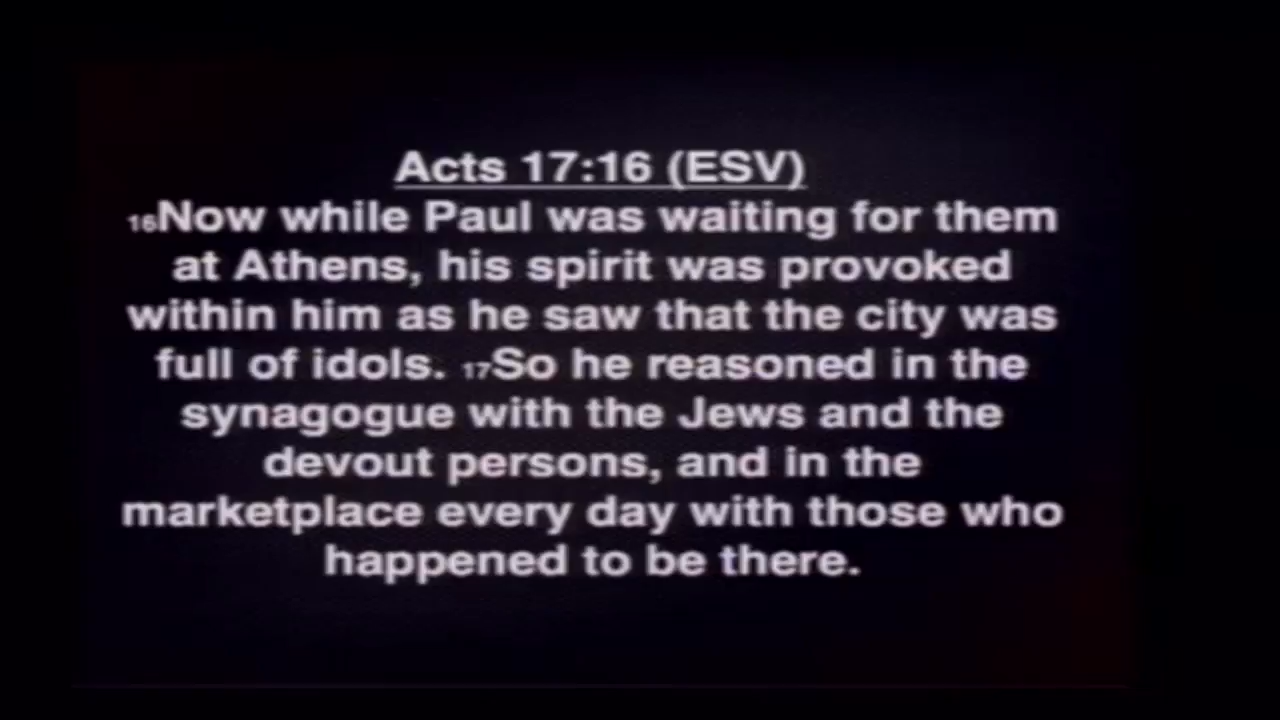 Acts 17:16 (ESV)
16Now while Paul was waiting for them
at Athens, his spirit was provoked
within him as he saw that the city was
full of idols. 17So he reasoned in the
synagogue with the Jews and the
devout persons, and in the
marketplace every day with those who
happened to be there.